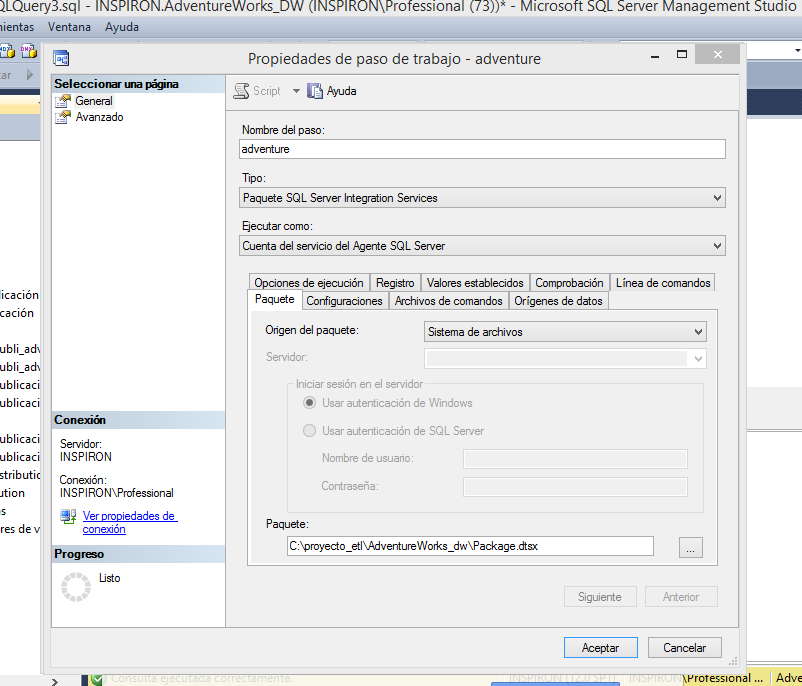 QLQuery3.sql - INSPIRON.AdventureWorks_DW (INSPIRON\Professional (73))* - Microsoft SQL Server Management Studio
mientas Ventana Ayuda
Propiedades de paso de trabajo - adventure
Seleccionar una página
General
Avanzado
Script
Ayuda
Nombre del paso:
adventure
Tipo:
Paquete SQL Server Integration Services
Ejecutar como:
Cuenta del servicio del Agente SQL Server
Opciones de ejecución Registro Valores establecidos Comprobación Línea de comandos
Paquete Configuraciones Archivos de comandos Orígenes de datos
Origen del paquete: Sistema de archivos
Servidor:
Iniciar sesión en el servidor
Usar autenticación de Windows
Usar autenticación de SQL Server
Nombre de usuario:
Contraseña:
Paquete:
C:\proyecto_etl\AdventureWorks_dw\Package.dtsx
...
Siguiente Anterior
Aceptar Cancelar
Conexión
Servidor:
INSPIRON
Conexión:
INSPIRON\Professional
Ver propiedades de
conexión
Progreso
Listo
licación
cación
ubli_adv
ubli_adv
ublicaci
ublicaci
ublicaci
ublicaci
stributio
ution
s
res de v
Consulta ejecutada correctamente.
INSPIRON (12.0 SP1) INSPIRON\Professional ... Adve